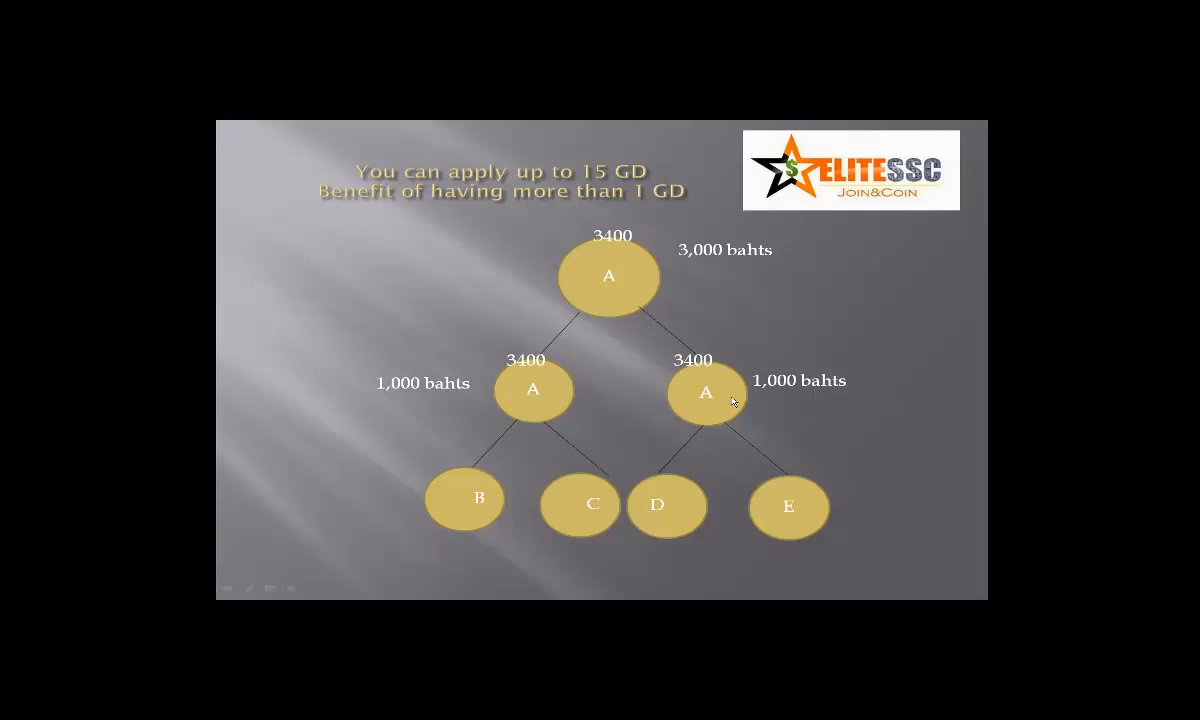 You can apply up to 15 GD
Benefit of having more than 1 GD
$ ELITESSC
JOIN&COIN
3400
3,000 bahts
A
3400
3400
1,000 bahts
A
A
1,000 bahts
B
C
D
E